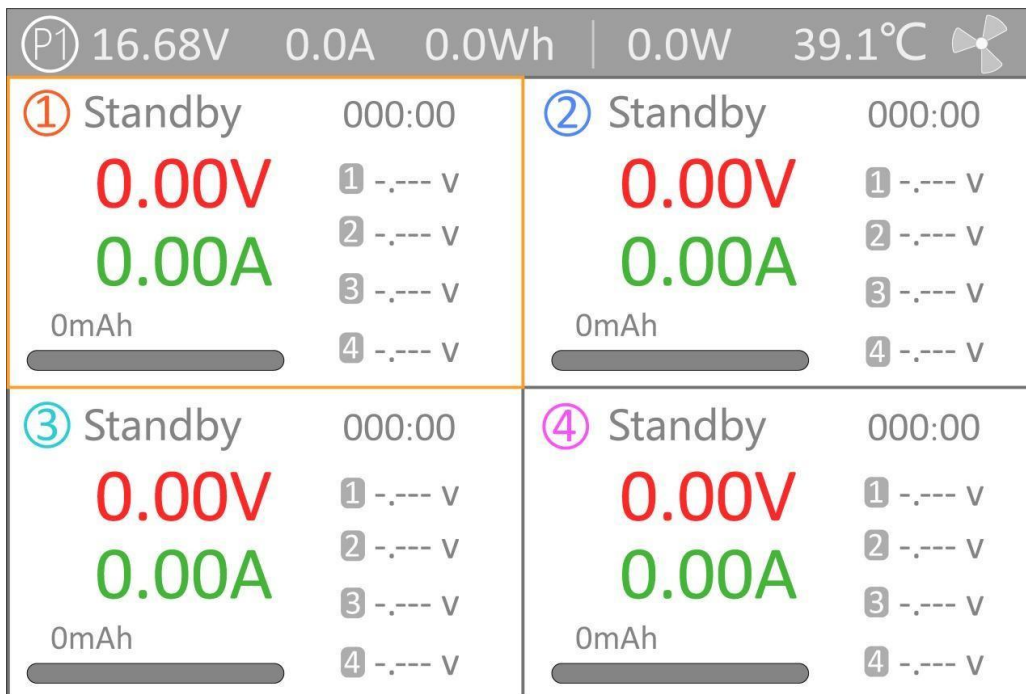 P1 16.68V 0.0A 0.0Wh 0.0W 39.1℃
① Standby 000:00
0.00V
0.00A
0mAh
1 -.--- v
2 -.--- v
3 -.--- v
4 -.--- v
② Standby 000:00
0.00V
0.00A
0mAh
1 -.--- v
2 -.--- v
3 -.--- v
4 -.--- v
③ Standby 000:00
0.00V
0.00A
0mAh
1 -.--- v
2 -.--- v
3 -.--- v
4 -.--- v
④ Standby 000:00
0.00V
0.00A
0mAh
1 -.--- v
2 -.--- v
3 -.--- v
4 -.--- v